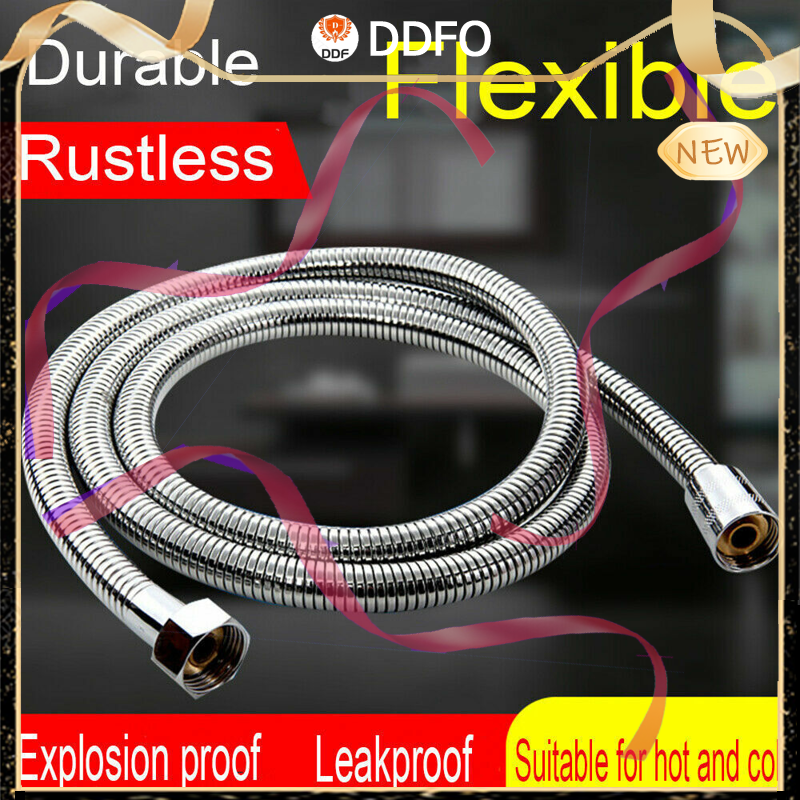 DDF
DDFO
Durable
Flexible
Rustless
NEW
Explosion proof
Leakproof
Suitable for hot and co